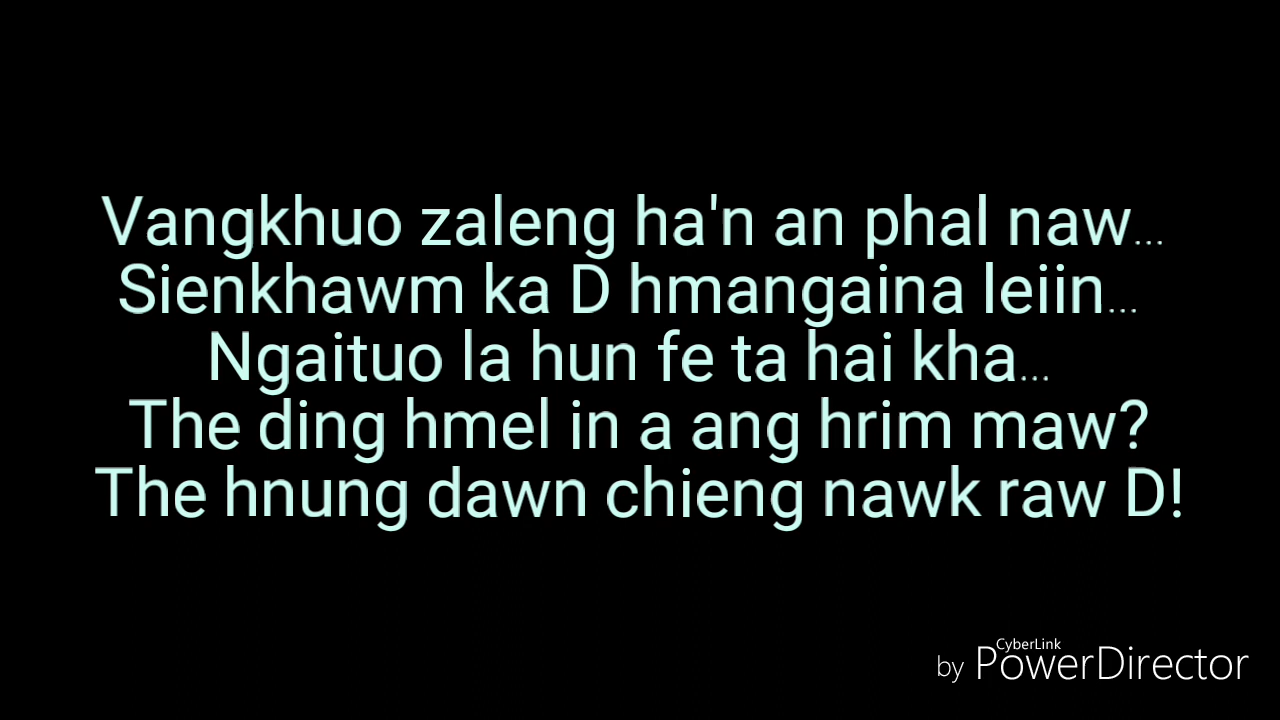 Vangkhuo zaleng ha'n an phal naw...
Sienkhawm ka D hmangaina leiin...
Ngaituo la hun fe ta hai kha...
The ding hmel in a ang hrim maw?
The hnung dawn chieng nawk raw D!
by CyberLink PowerDirector